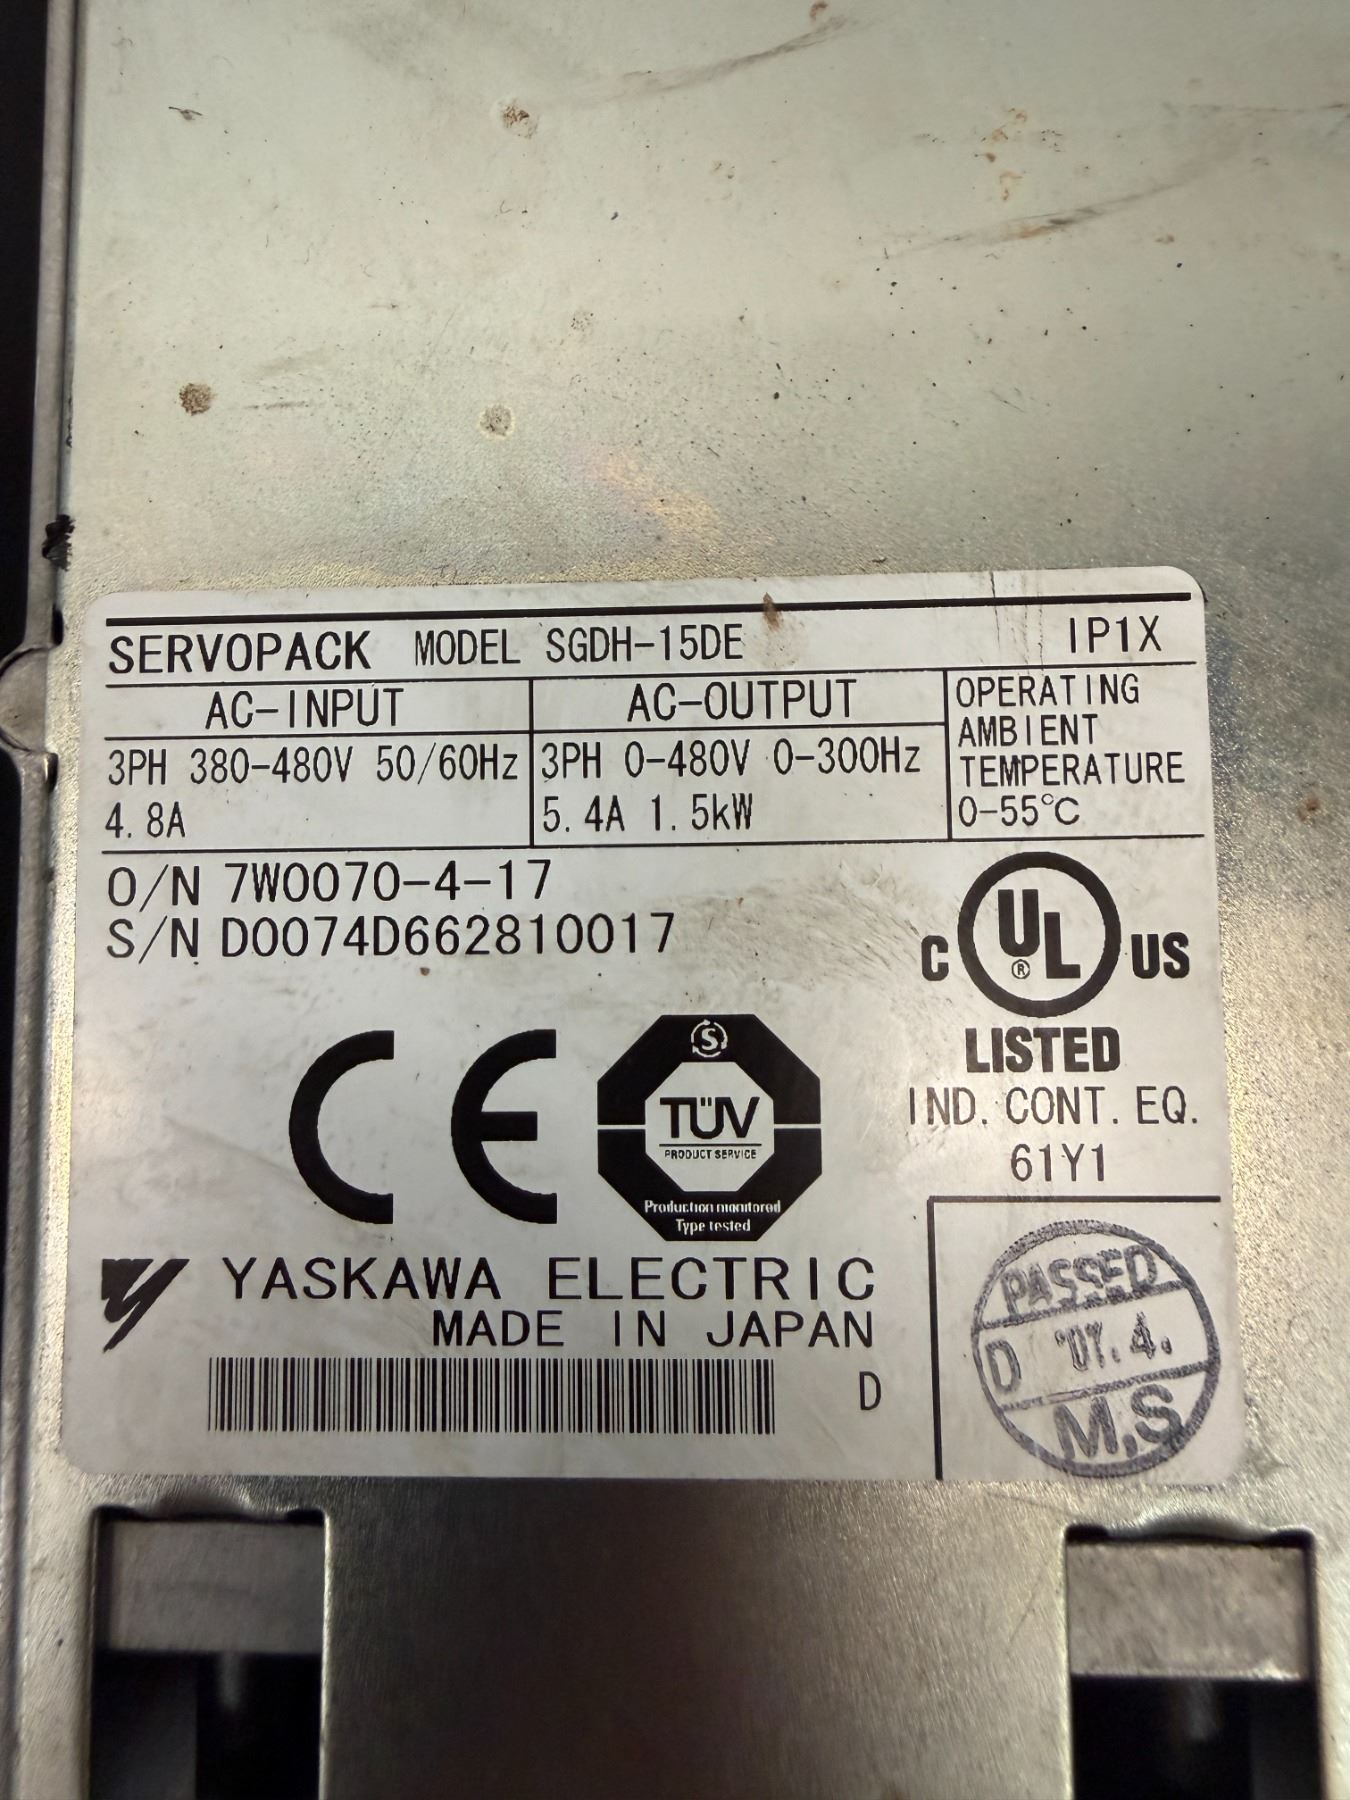 SERVOPACK MODEL SGDH-15DE IP1X
AC-INPUT
3PH 380-480V 50/60Hz
4.8A
AC-OUTPUT
3PH 0-480V 0-300Hz
5.4A 1.5kW
OPERATING
AMBIENT
TEMPERATURE
0-55°C
O/N 7W0070-4-17
S/N D0074D662810017
C UL ® US
LISTED
IND. CONT. EQ.
61Y1
CE
S
TÜV
PRODUCT SERVICE
Production monitored
Type tested
YASKAWA ELECTRIC
MADE IN JAPAN
D
PASSED
D '07.4.
M.S